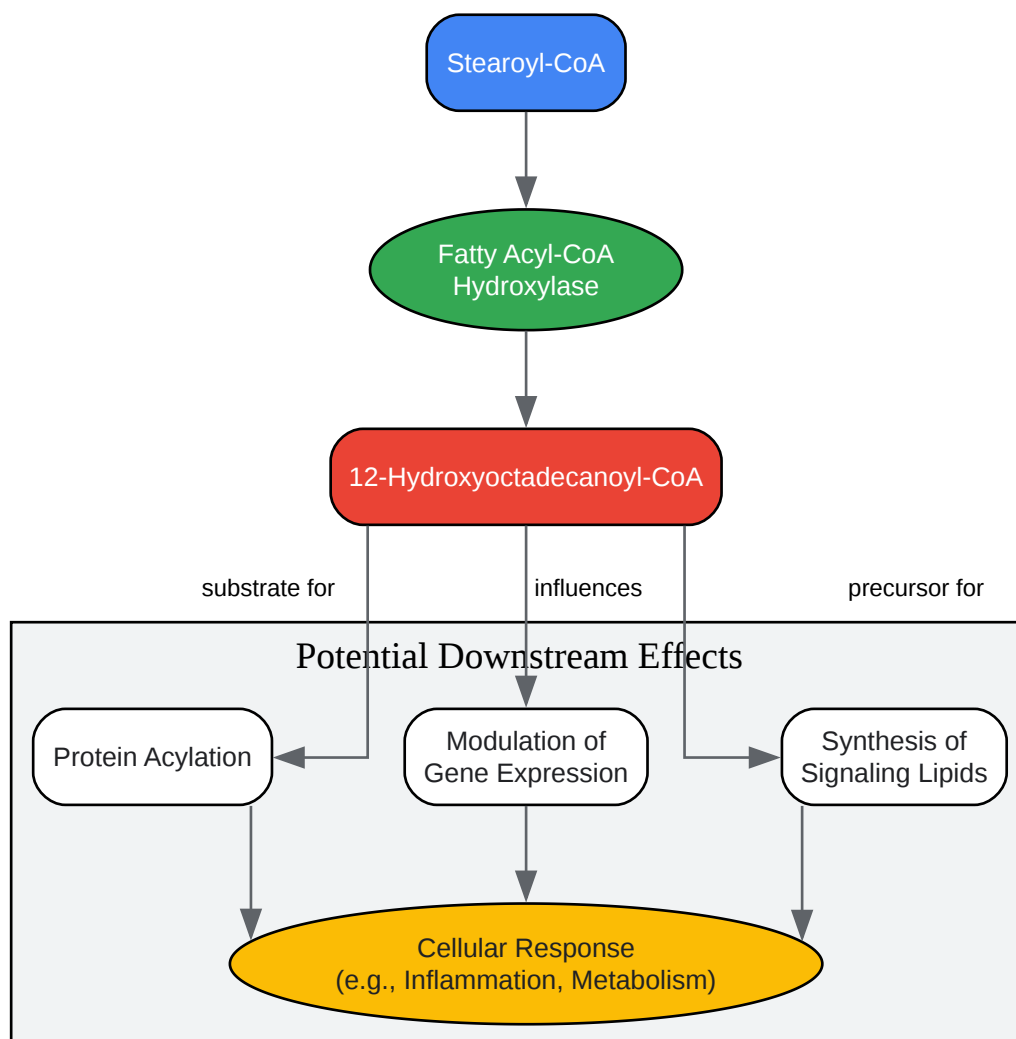 Stearoyl-CoA
Fatty Acyl-CoA
Hydroxylase
12-Hydroxyoctadecanoyl-CoA
substrate for
influences
precursor for
Potential Downstream Effects
Protein Acylation
Modulation of
Gene Expression
Synthesis of
Signaling Lipids
Cellular Response
(e.g., Inflammation, Metabolism)